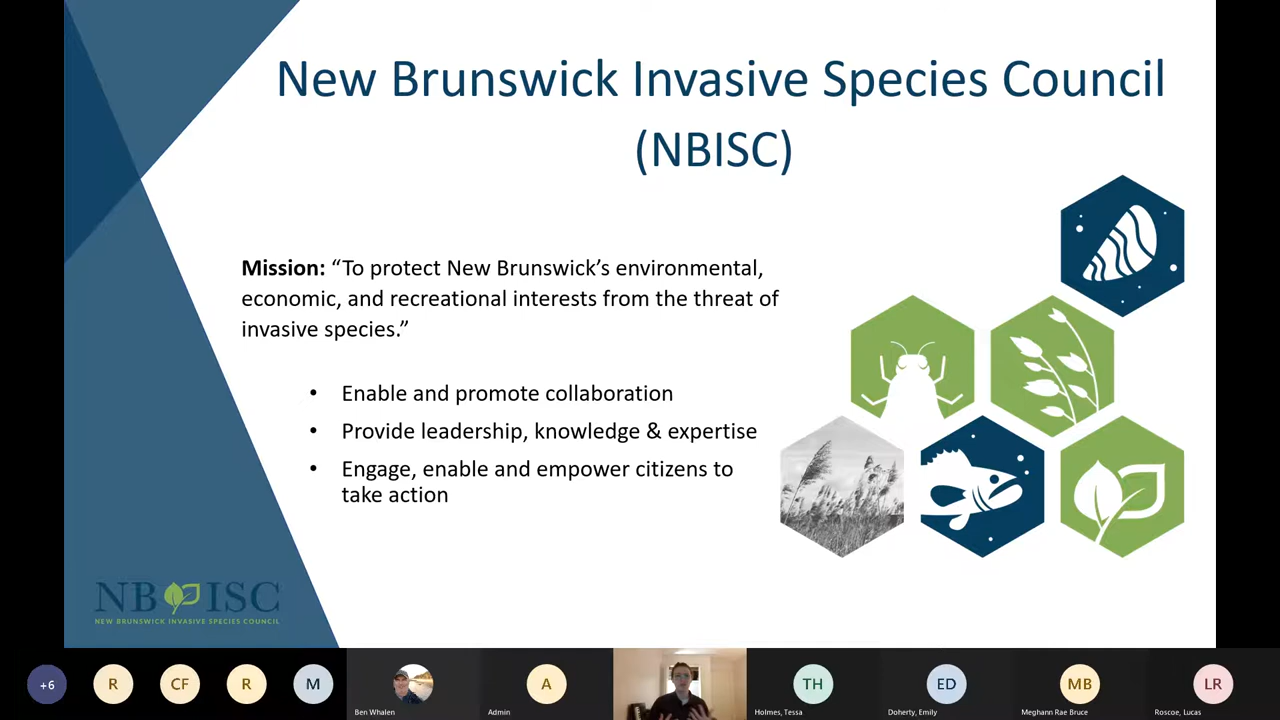 New Brunswick Invasive Species Council
(NBISC)
Mission: “To protect New Brunswick’s environmental,
economic, and recreational interests from the threat of
invasive species.”
• Enable and promote collaboration
• Provide leadership, knowledge & expertise
• Engage, enable and empower citizens to
take action
NB ISC
NEW BRUNSWICK INVASIVE SPECIES COUNCIL
+6
R
CF
R
M
A
TH
ED
MB
LR
Ben Whalen
Admin
Holmes, Tessa
Doherty, Emily
Meghann Rae Bruce
Roscoe, Lucas